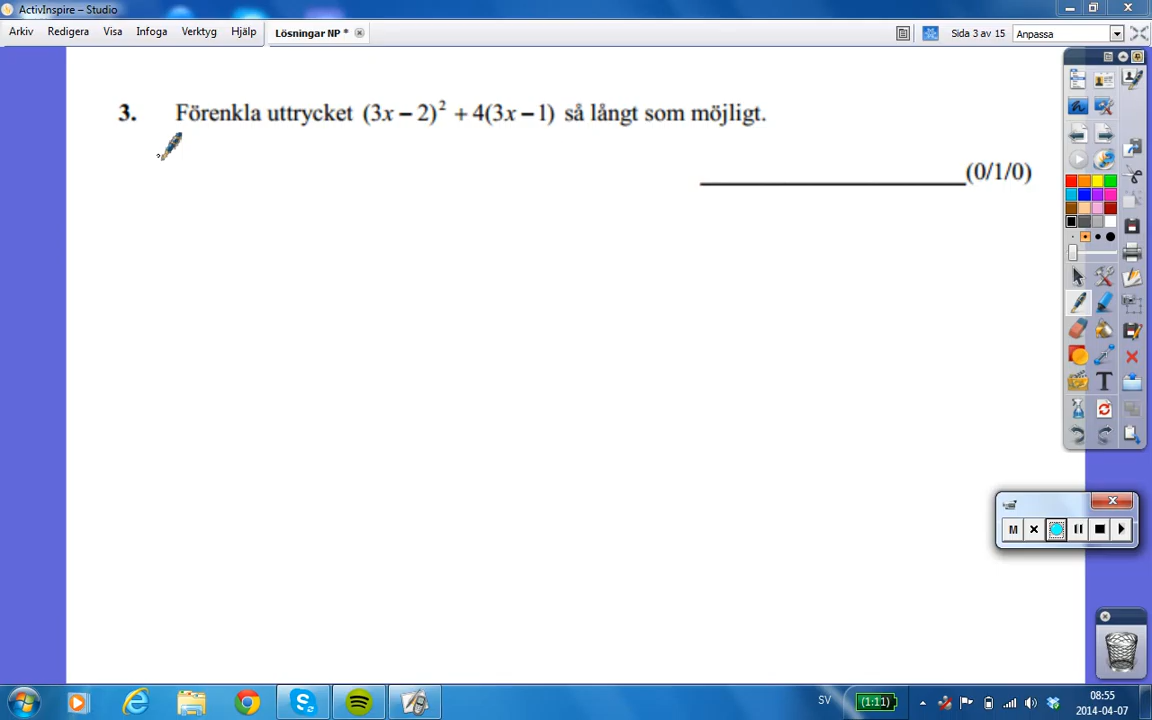 ActivInspire – Studio
Arkiv Redigera Visa Infoga Verktyg Hjälp Lösningar NP * Sida 3 av 15 Anpassa
3. Förenkla uttrycket (3x − 2)² + 4(3x − 1) så långt som möjligt.
(0/1/0)
M
T
SV (1:11) 08:55
2014-04-07